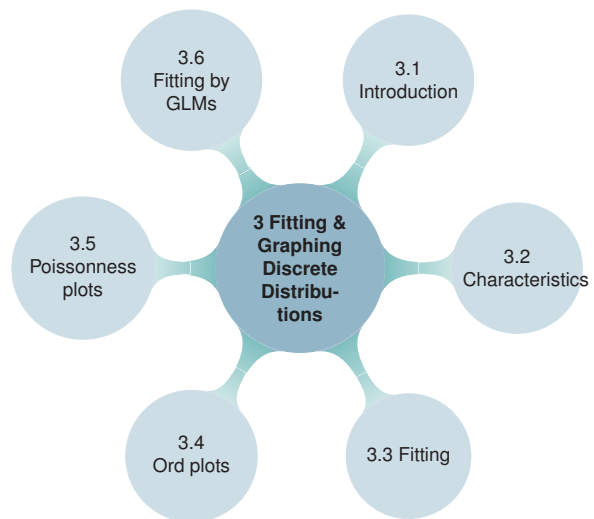 3 Fitting &
Graphing
Discrete
Distribu-
tions
3.1
Introduction
3.2
Characteristics
3.3 Fitting
3.4
Ord plots
3.5
Poissonness
plots
3.6
Fitting by
GLMs